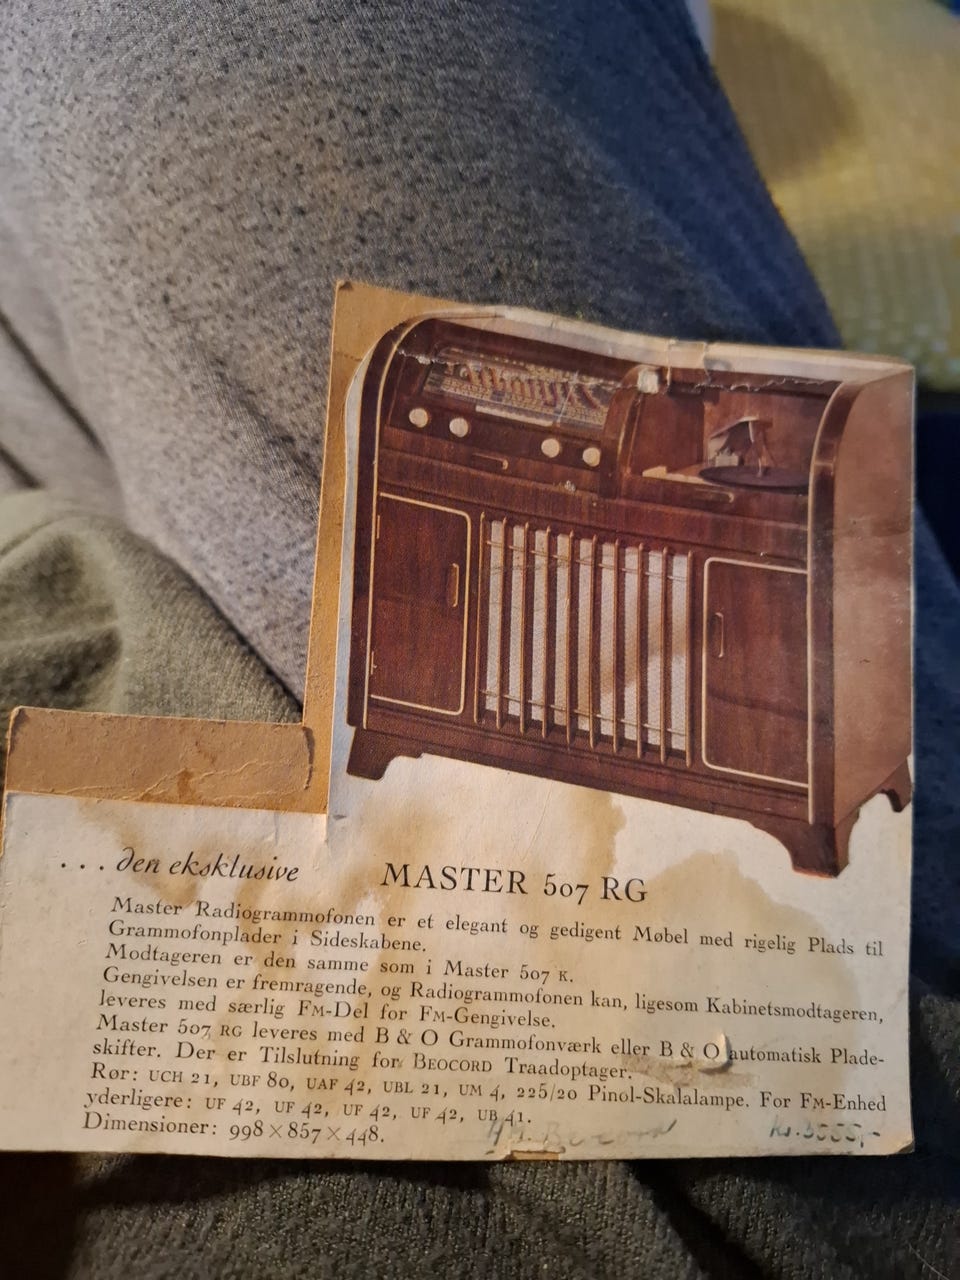 . . . den eksklusive MASTER 507 RG
Master Radiogrammofonen er et elegant og gedigent Møbel med rigelig Plads til
Grammofonplader i Sideskabene.
Modtageren er den samme som i Master 507 K.
Gengivelsen er fremragende, og Radiogrammofonen kan, ligesom Kabinetsmodtageren,
leveres med særlig FM-Del for FM-Gengivelse.
Master 507 RG leveres med B & O Grammofonværk eller B & O automatisk Plade-
skifter. Der er Tilslutning for BEOCORD Traadoptager.
Rør: UCH 21, UBF 80, UAF 42, UBL 21, UM 4, 225/20 Pinol-Skalalampe. For FM-Enhed
yderligere: UF 42, UF 42, UF 42, UF 42, UB 41.
Dimensioner: 998 × 857 × 448.
Beocord